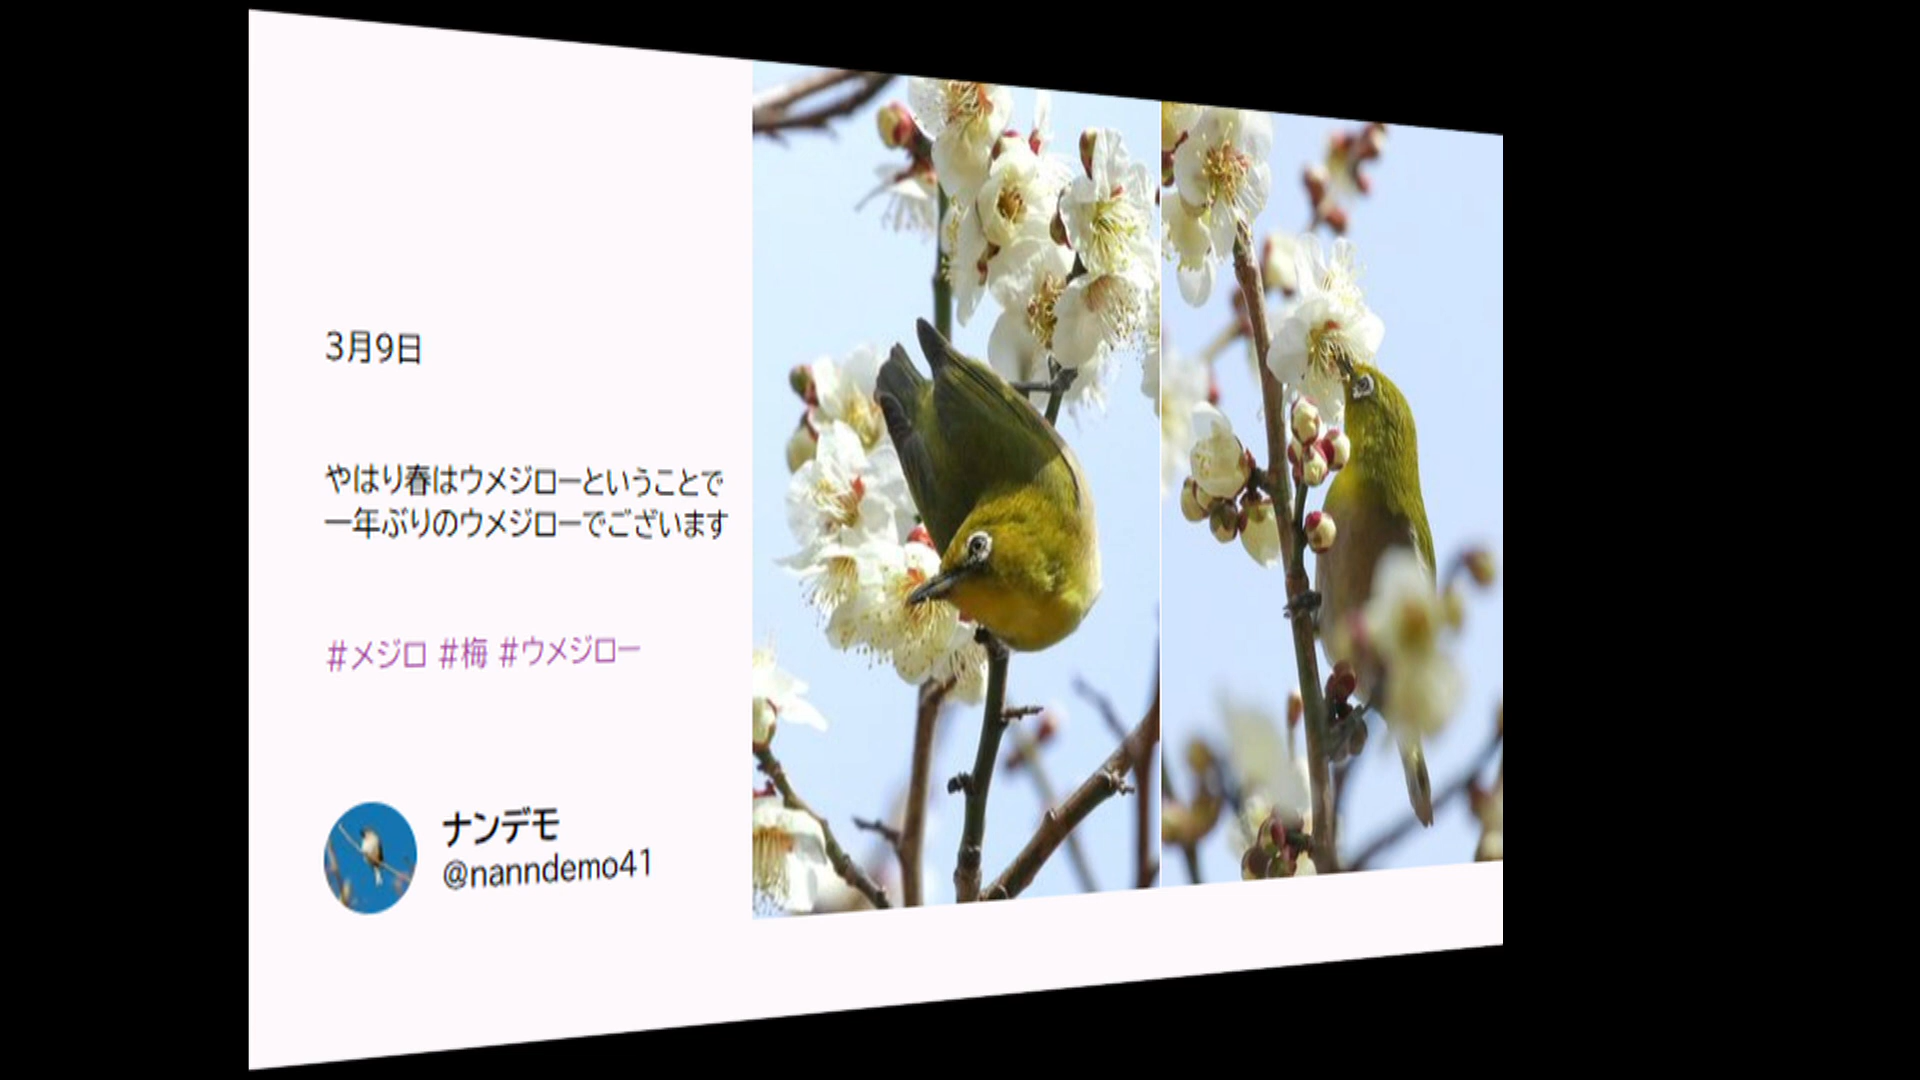 3月9日
やはり春はウメジローということで
一年ぶりのウメジローでございます
#メジロ #梅 #ウメジロー
ナンデモ
@nanndemo41